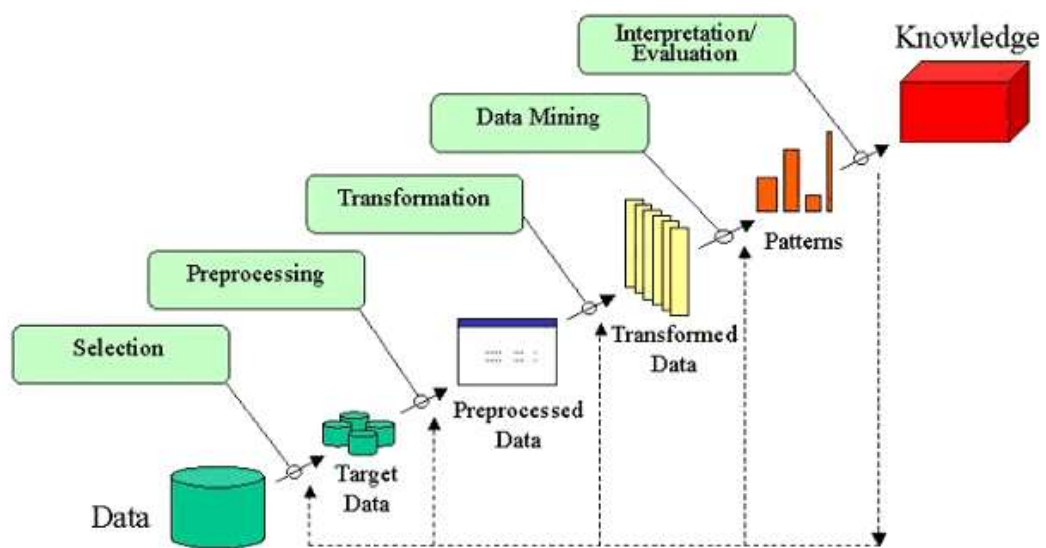 Interpretation/
Evaluation
Knowledge
Data Mining
Transformation
Patterns
Preprocessing
Transformed
Data
Selection
Preprocessed
Data
Target
Data
Data